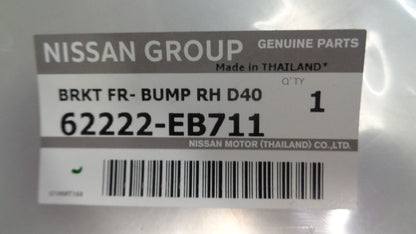 NISSAN GROUP GENUINE PARTS
Made in THAILAND*
Q'TY
BRKT FR- BUMP RH D40 1
62222-EB711
NISSAN MOTOR (THAILAND) CO.,LTD.